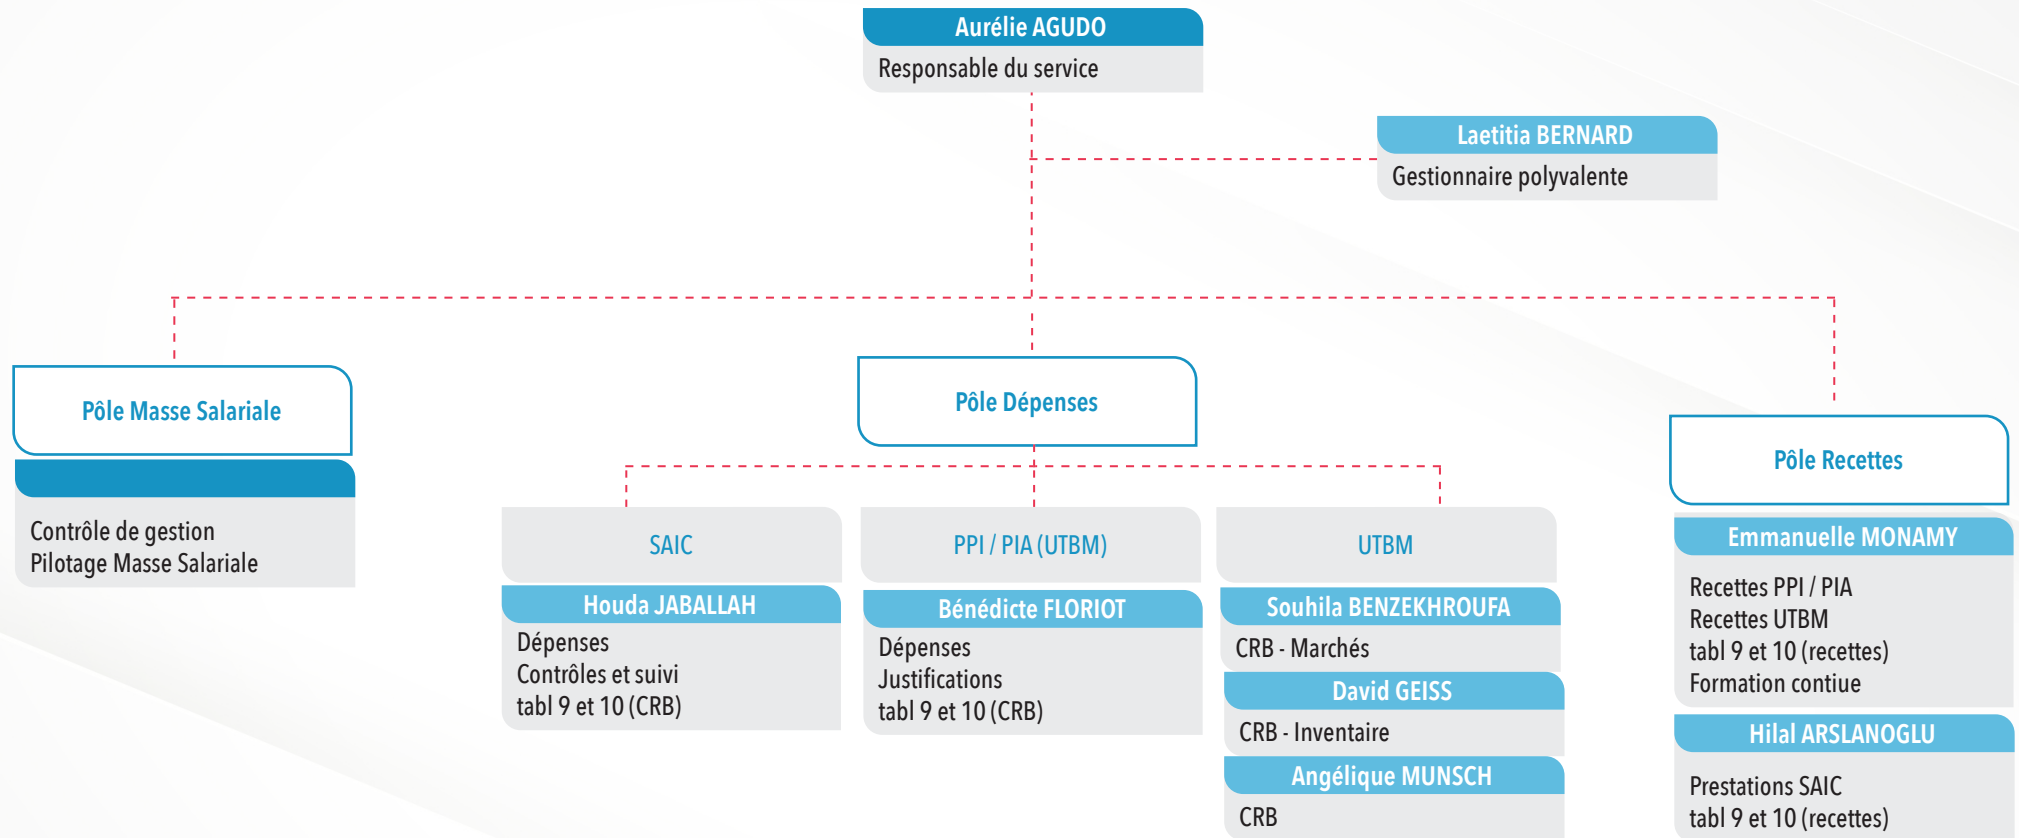 Aurélie AGUDO
Responsable du service
Laetitia BERNARD
Gestionnaire polyvalente
Pôle Masse Salariale
Contrôle de gestion
Pilotage Masse Salariale
Pôle Dépenses
SAIC
Houda JABALLAH
Dépenses
Contrôles et suivi
tabl 9 et 10 (CRB)
PPI / PIA (UTBM)
Bénédicte FLORIOT
Dépenses
Justifications
tabl 9 et 10 (CRB)
UTBM
Souhila BENZEKHROUFA
CRB - Marchés
David GEISS
CRB - Inventaire
Angélique MUNSCH
CRB
Pôle Recettes
Emmanuelle MONAMY
Recettes PPI / PIA
Recettes UTBM
tabl 9 et 10 (recettes)
Formation contiue
Hilal ARSLANOGLU
Prestations SAIC
tabl 9 et 10 (recettes)